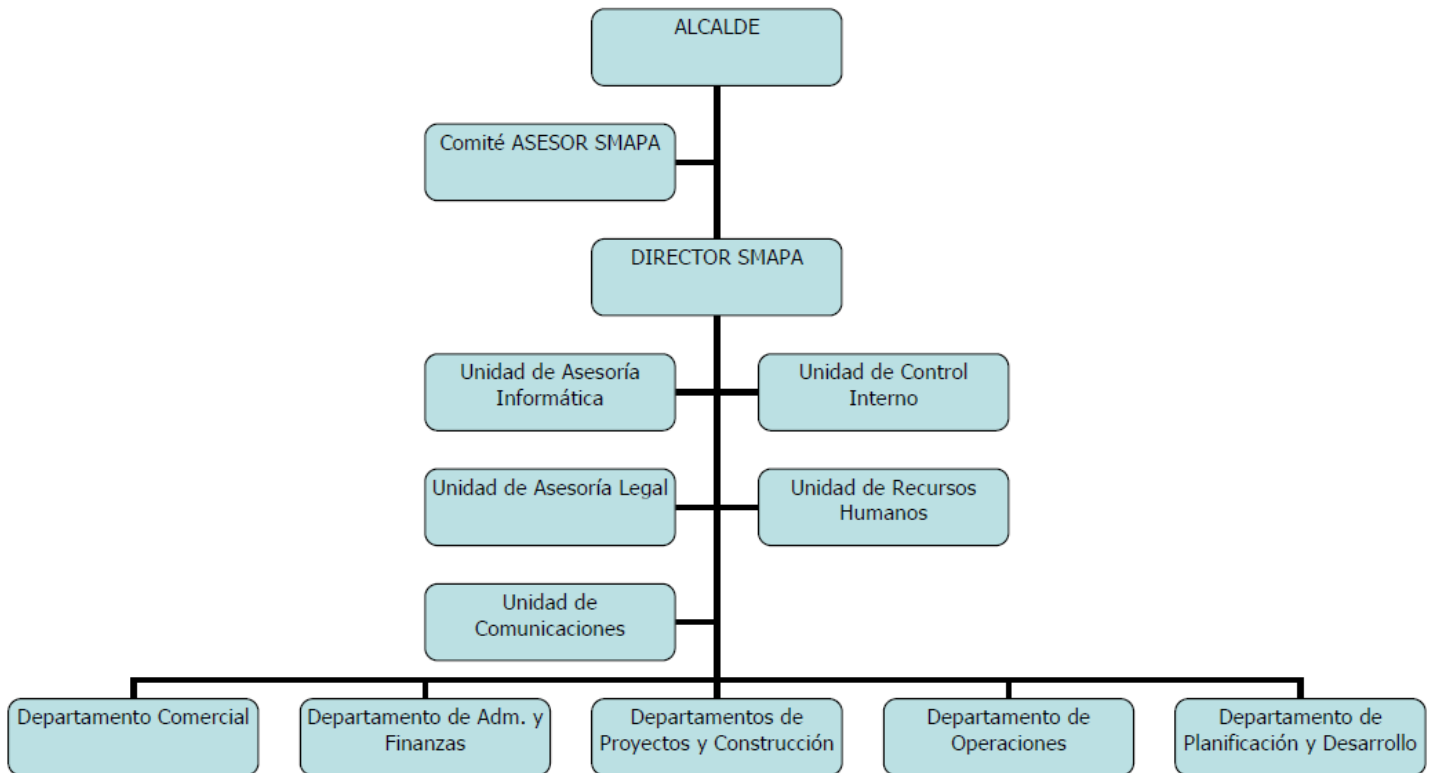 ALCALDE
Comité ASESOR SMAPA
DIRECTOR SMAPA
Unidad de Asesoría
Informática
Unidad de Control
Interno
Unidad de Asesoría Legal
Unidad de Recursos
Humanos
Unidad de
Comunicaciones
Departamento Comercial
Departamento de Adm. y
Finanzas
Departamentos de
Proyectos y Construcción
Departamento de
Operaciones
Departamento de
Planificación y Desarrollo